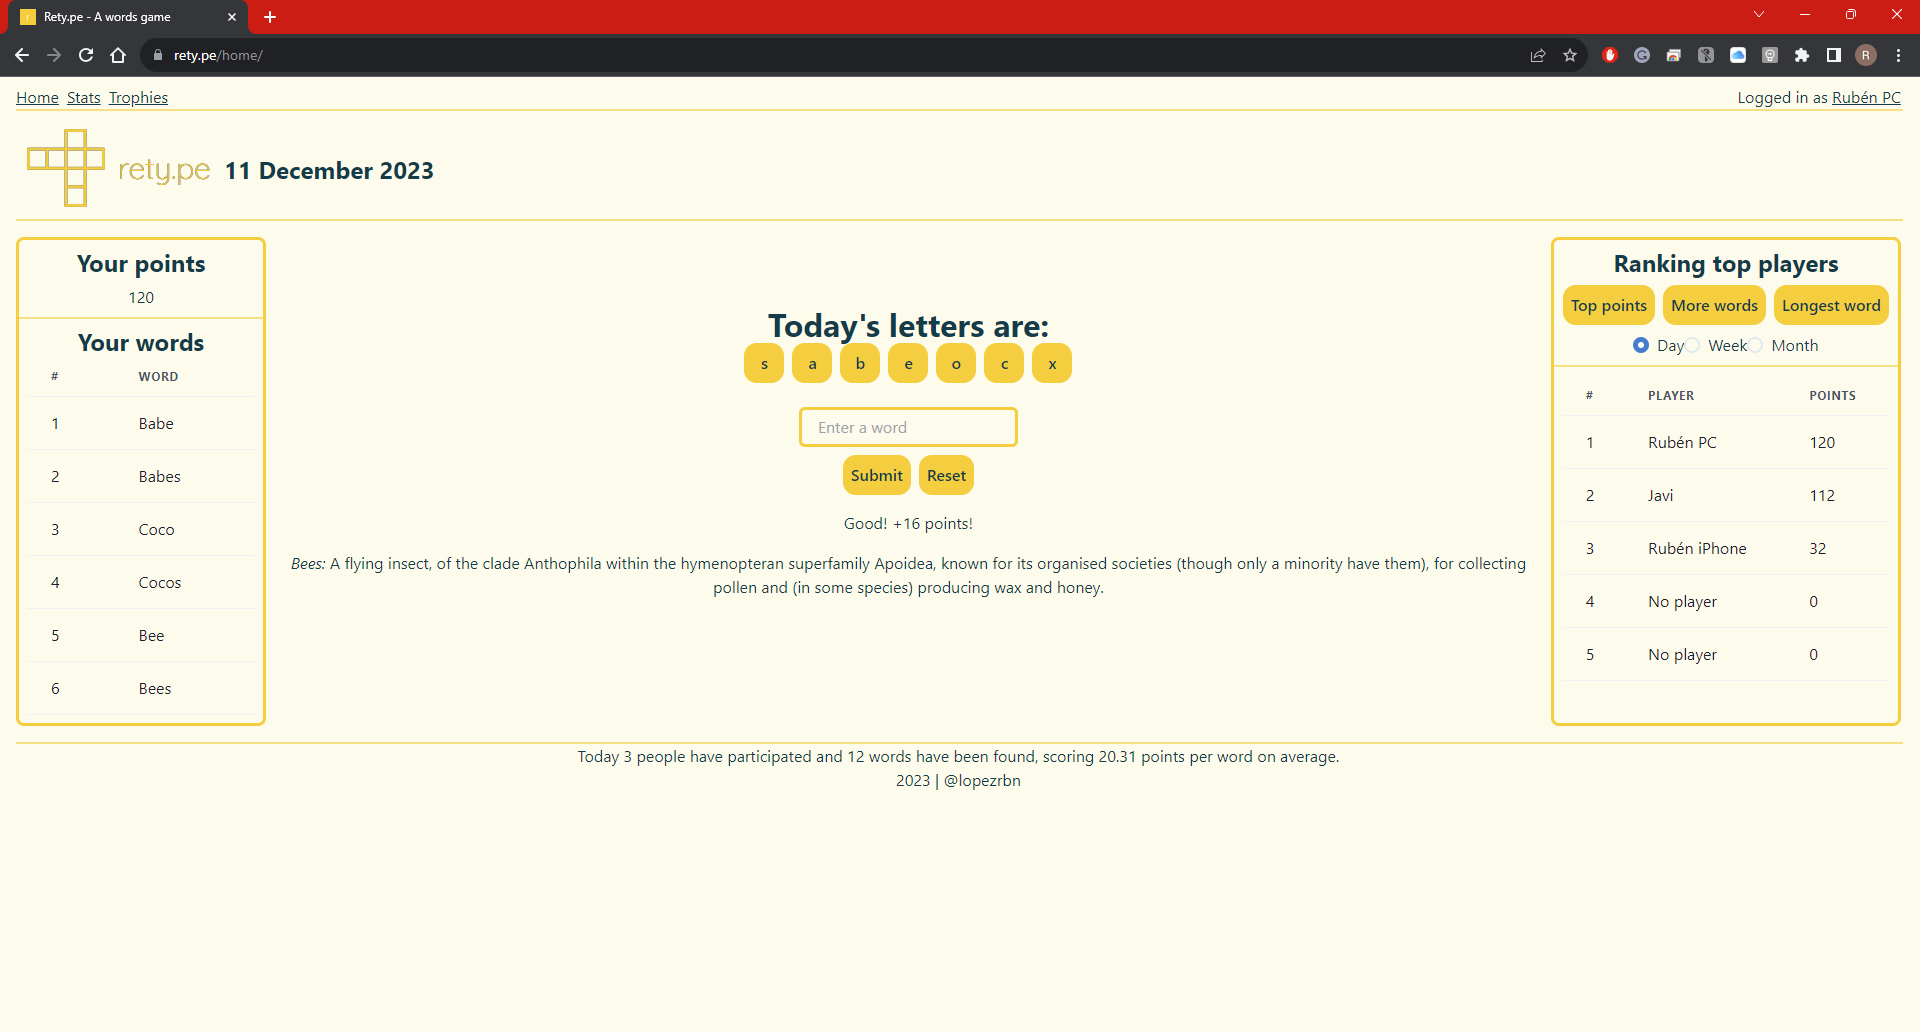 Rety.pe - A words game
rety.pe/home/
R
Home Stats Trophies
Logged in as Rubén PC
rety.pe 11 December 2023
Your points
120
Your words
# WORD
1 Babe
2 Babes
3 Coco
4 Cocos
5 Bee
6 Bees
Today's letters are:
s a b e o c x
Enter a word
Submit Reset
Good! +16 points!
Bees: A flying insect, of the clade Anthophila within the hymenopteran superfamily Apoidea, known for its organised societies (though only a minority have them), for collecting
pollen and (in some species) producing wax and honey.
Ranking top players
Top points More words Longest word
Day Week Month
# PLAYER POINTS
1 Rubén PC 120
2 Javi 112
3 Rubén iPhone 32
4 No player 0
5 No player 0
Today 3 people have participated and 12 words have been found, scoring 20.31 points per word on average.
2023 | @lopezrbn